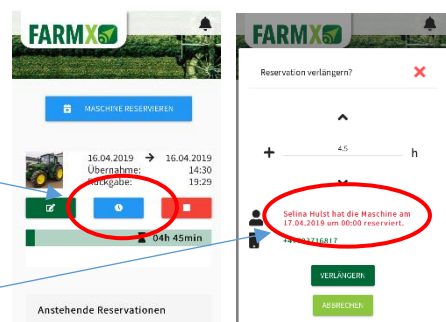 FARMX
MASCHINE RESERVIEREN
16.04.2019 → 16.04.2019
Übernahme: 14:30
Rückgabe: 19:29
04h 45min
Anstehende Reservationen
FARMX
Reservation verlängern?
4.5 h
Selina Hulst hat die Maschine am
17.04.2019 um 00:00 reserviert.
VERLÄNGERN
ABBRECHEN